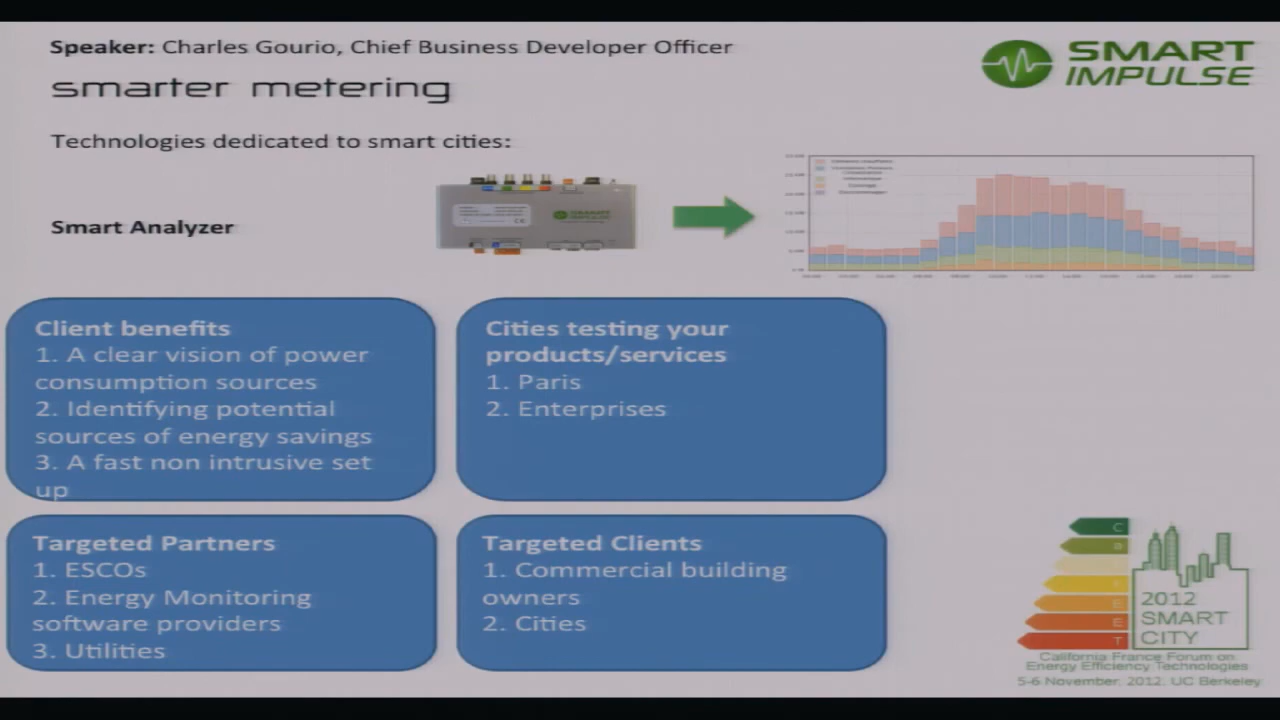 Speaker: Charles Gourio, Chief Business Developer Officer
SMART
IMPULSE
smarter metering
Technologies dedicated to smart cities:
Smart Analyzer
SMART
IMPULSE
Client benefits
1. A clear vision of power
consumption sources
2. Identifying potential
sources of energy savings
3. A fast non intrusive set
up
Cities testing your
products/services
1. Paris
2. Enterprises
Targeted Partners
1. ESCOs
2. Energy Monitoring
software providers
3. Utilities
Targeted Clients
1. Commercial building
owners
2. Cities
C
E
E
T
2012
SMART
CITY
California France Forum on
Energy Efficiency Technologies
5-6 November, 2012, UC Berkeley